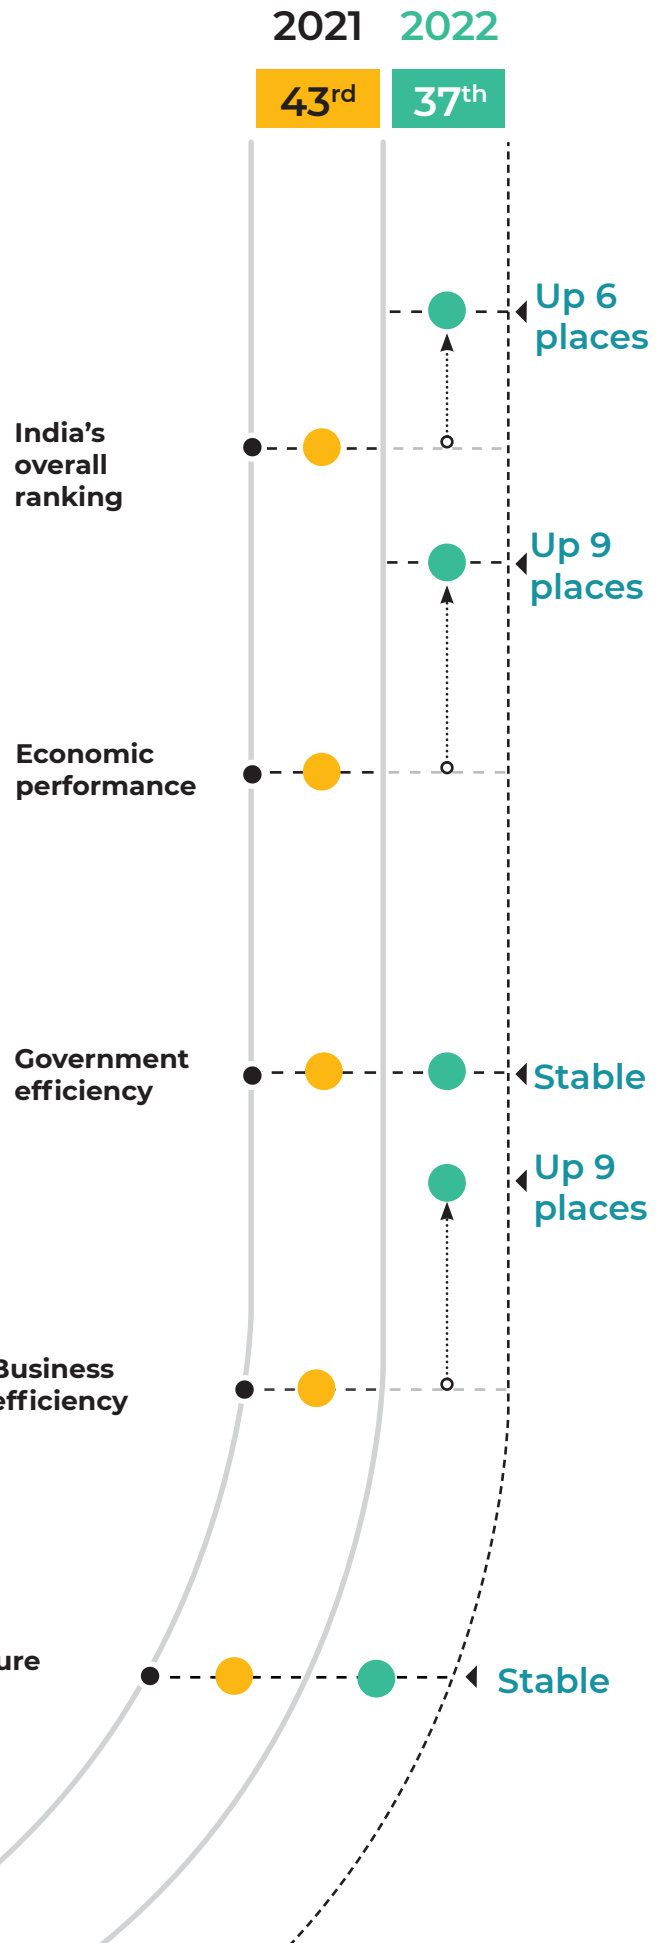 2021 2022
43rd 37th
Up 6
places
India’s
overall
ranking
Up 9
places
Economic
performance
Government
efficiency
Stable
Up 9
places
Business
efficiency
ure
Stable